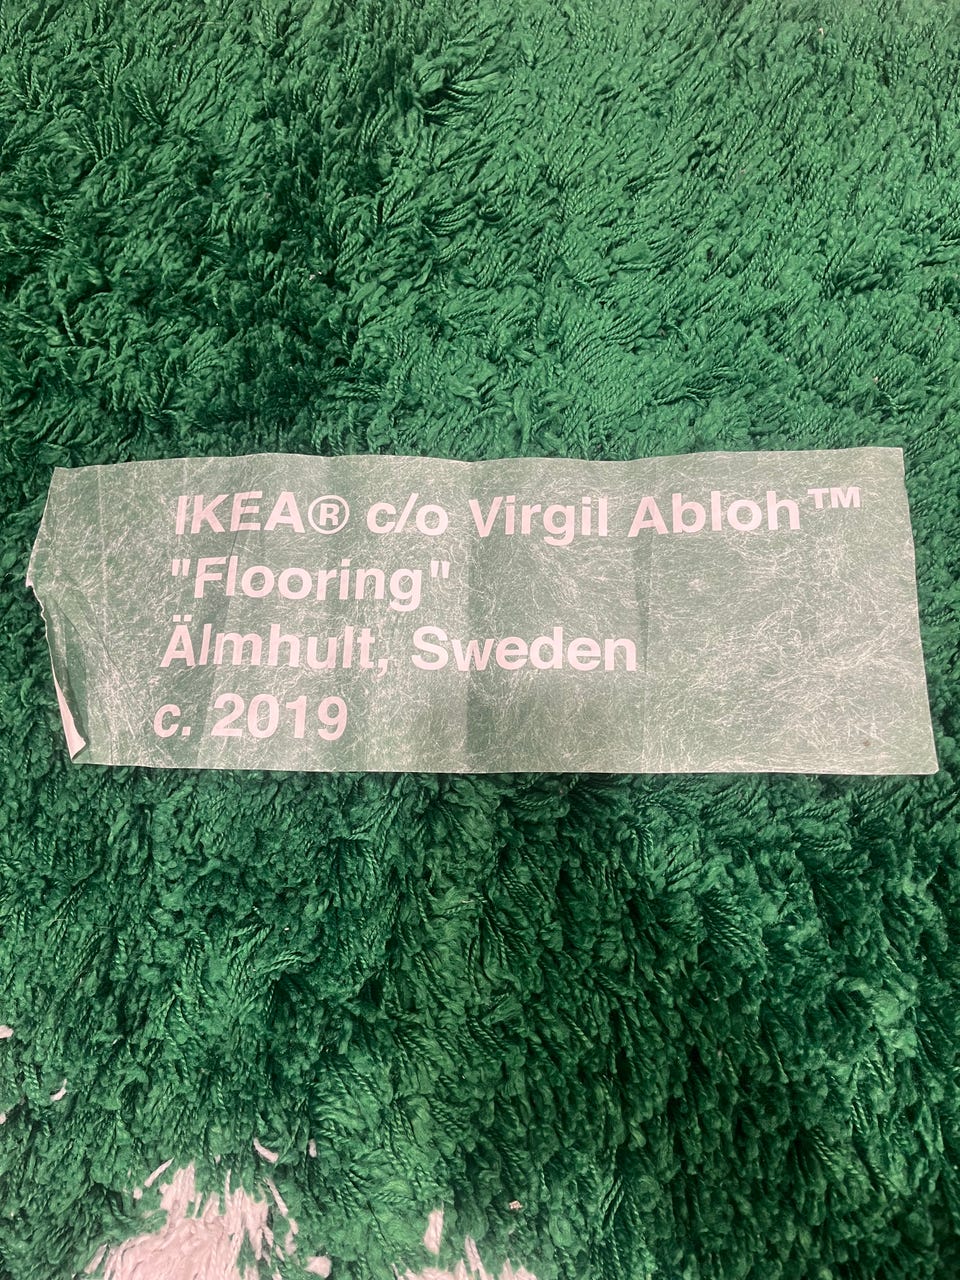 IKEA® c/o Virgil Abloh™
"Flooring"
Älmhult, Sweden
c. 2019